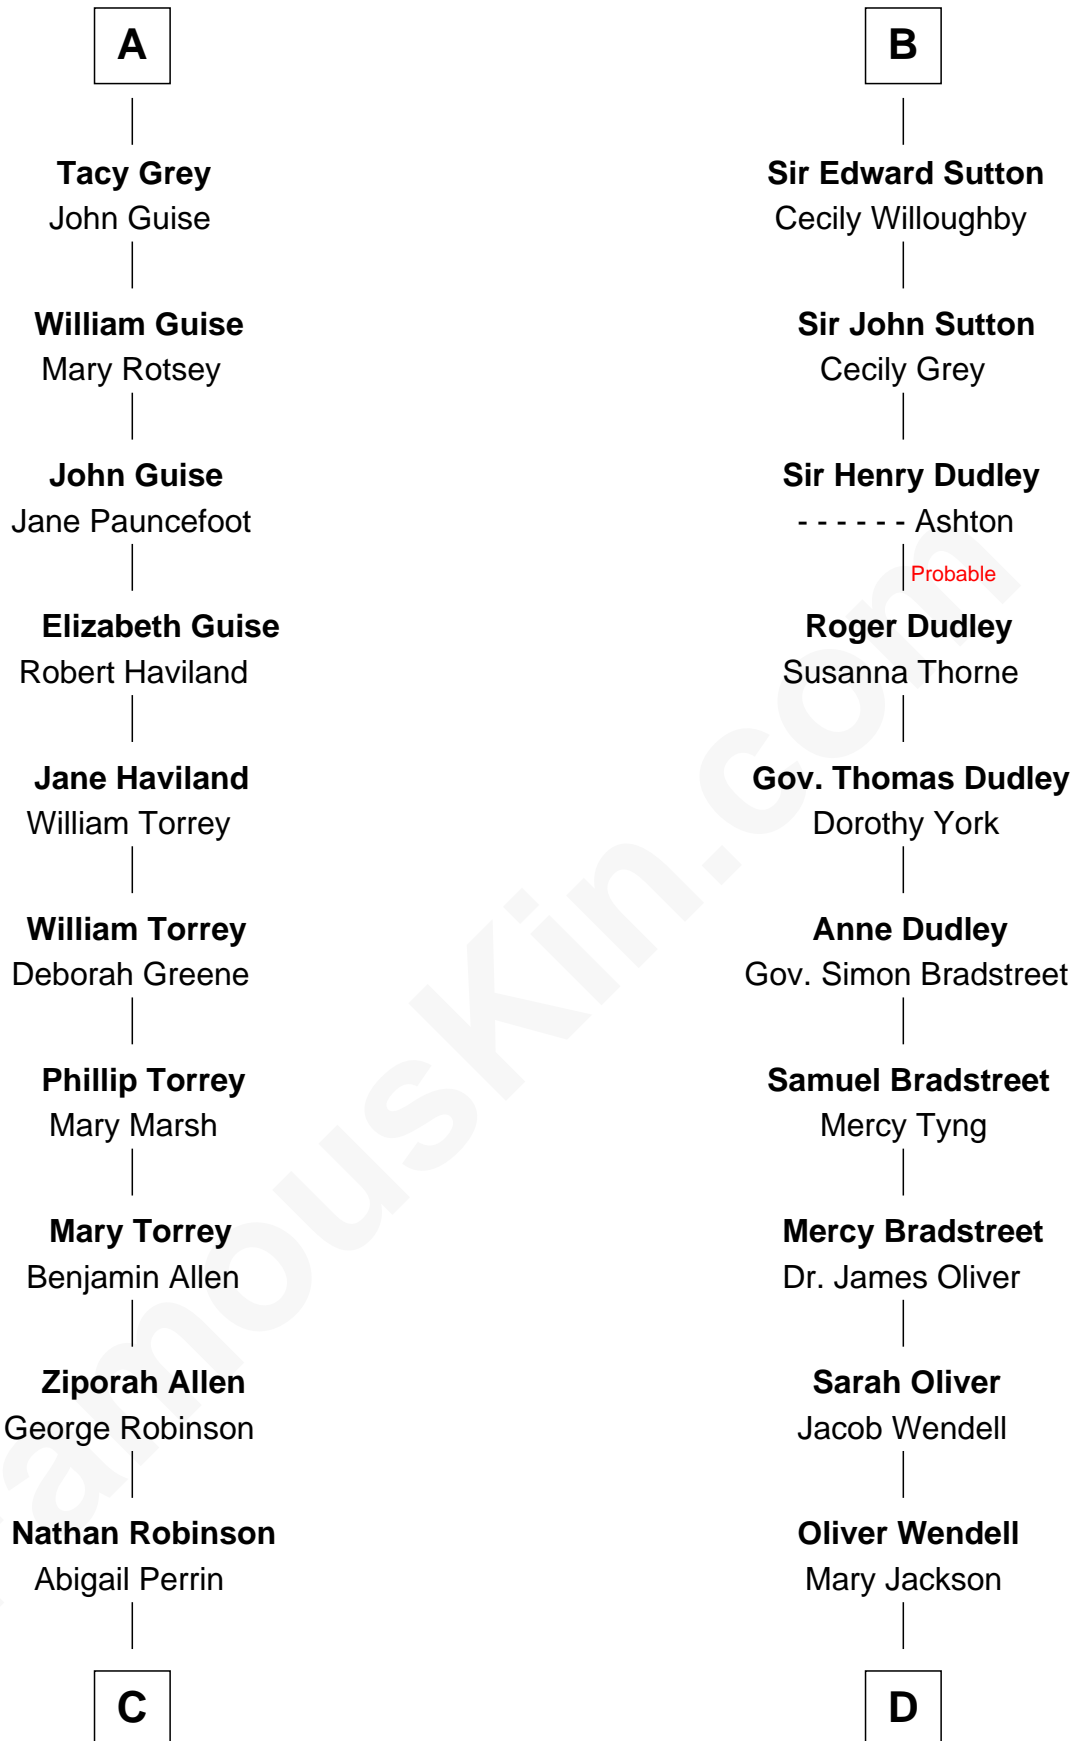 A
Tacy Grey
John Guise
William Guise
Mary Rotsey
John Guise
Jane Pauncefoot
Elizabeth Guise
Robert Haviland
Jane Haviland
William Torrey
William Torrey
Deborah Greene
Phillip Torrey
Mary Marsh
Mary Torrey
Benjamin Allen
Ziporah Allen
George Robinson
Nathan Robinson
Abigail Perrin
C
B
Sir Edward Sutton
Cecily Willoughby
Sir John Sutton
Cecily Grey
Sir Henry Dudley
- - - - - - Ashton
Probable
Roger Dudley
Susanna Thorne
Gov. Thomas Dudley
Dorothy York
Anne Dudley
Gov. Simon Bradstreet
Samuel Bradstreet
Mercy Tyng
Mercy Bradstreet
Dr. James Oliver
Sarah Oliver
Jacob Wendell
Oliver Wendell
Mary Jackson
D
FamousKin.com